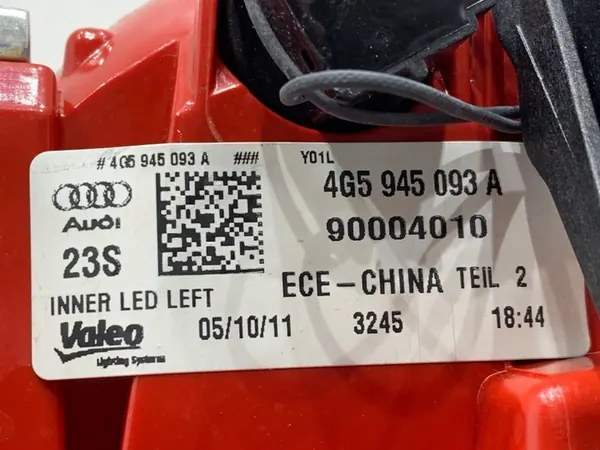 # 4G5 945 093 A ### Y01L
Audi
4G5 945 093 A
23S
90004010
INNER LED LEFT
ECE-CHINA TEIL 2
Valeo
Lighting Systems
05/10/11 3245 18:44